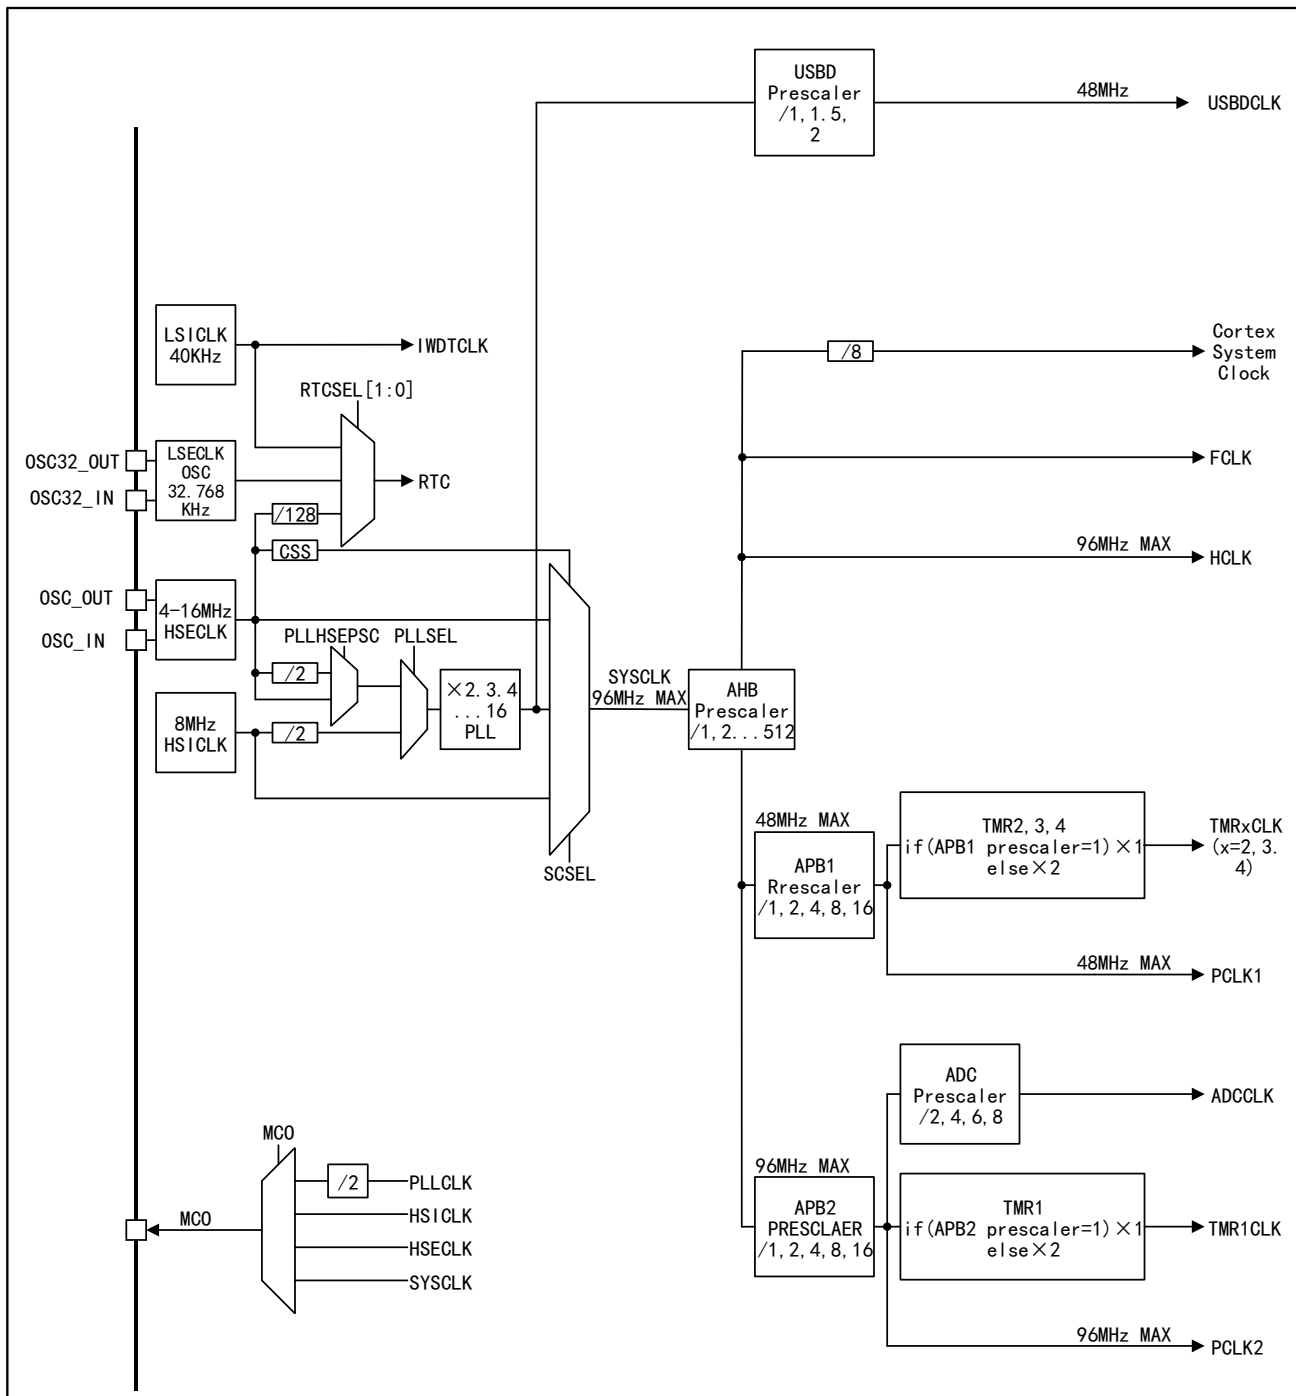 USBD
Prescaler
/1,1.5,
2
48MHz
USBDCLK
LSICLK
40KHz
IWDTCLK
/8
Cortex
System
Clock
RTCSEL[1:0]
OSC32_OUT
OSC32_IN
LSECLK
OSC
32.768
KHz
RTC
FCLK
/128
CSS
96MHz MAX
HCLK
OSC_OUT
OSC_IN
4-16MHz
HSECLK
PLLHSEPSC
PLLSEL
/2
×2.3.4
...16
PLL
SYSCLK
96MHz MAX
AHB
Prescaler
/1,2...512
8MHz
HSICLK
/2
SCSEL
48MHz MAX
APB1
Rrescaler
/1,2,4,8,16
TMR2,3,4
if(APB1 prescaler=1)×1
else×2
TMRxCLK
(x=2,3.
4)
48MHz MAX
PCLK1
ADC
Prescaler
/2,4,6,8
ADCCLK
MCO
/2
PLLCLK
HSICLK
HSECLK
SYSCLK
MCO
96MHz MAX
APB2
PRESCLAER
/1,2,4,8,16
TMR1
if(APB2 prescaler=1)×1
else×2
TMR1CLK
96MHz MAX
PCLK2